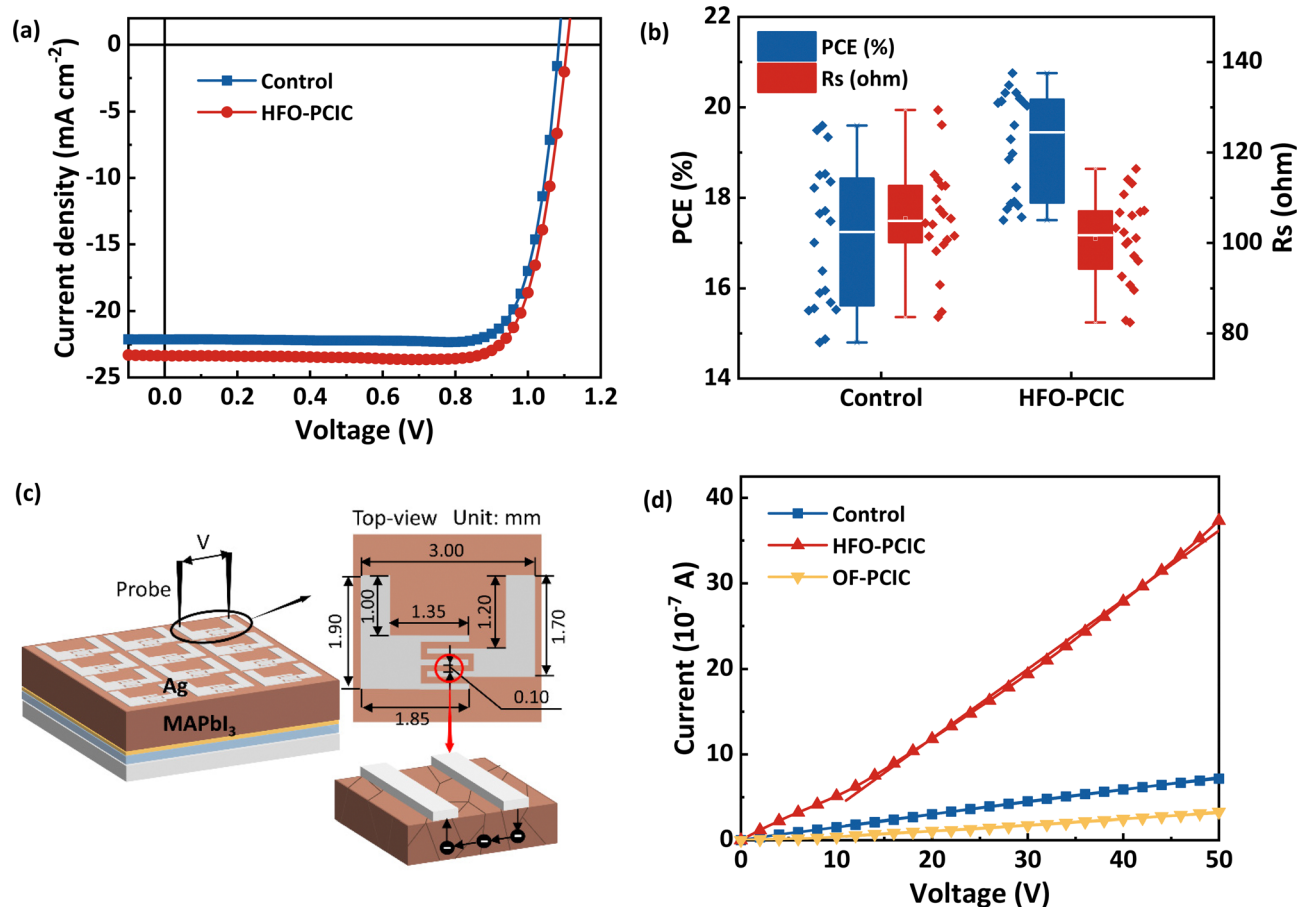 (a)
Current density (mA cm⁻²)
0
-5
-10
-15
-20
-25
Control
HFO-PCIC
0.0 0.2 0.4 0.6 0.8 1.0 1.2
Voltage (V)
(b)
PCE (%)
22
20
18
16
14
PCE (%)
Rs (ohm)
140
120
100
80
Rs (ohm)
Control HFO-PCIC
(c)
V
Probe
Ag
MAPbI₃
Top-view Unit: mm
3.00
1.90
1.00
1.35
1.20
1.70
0.10
1.85
(d)
Current (10⁻⁷ A)
40
30
20
10
0
Control
HFO-PCIC
OF-PCIC
0 10 20 30 40 50
Voltage (V)